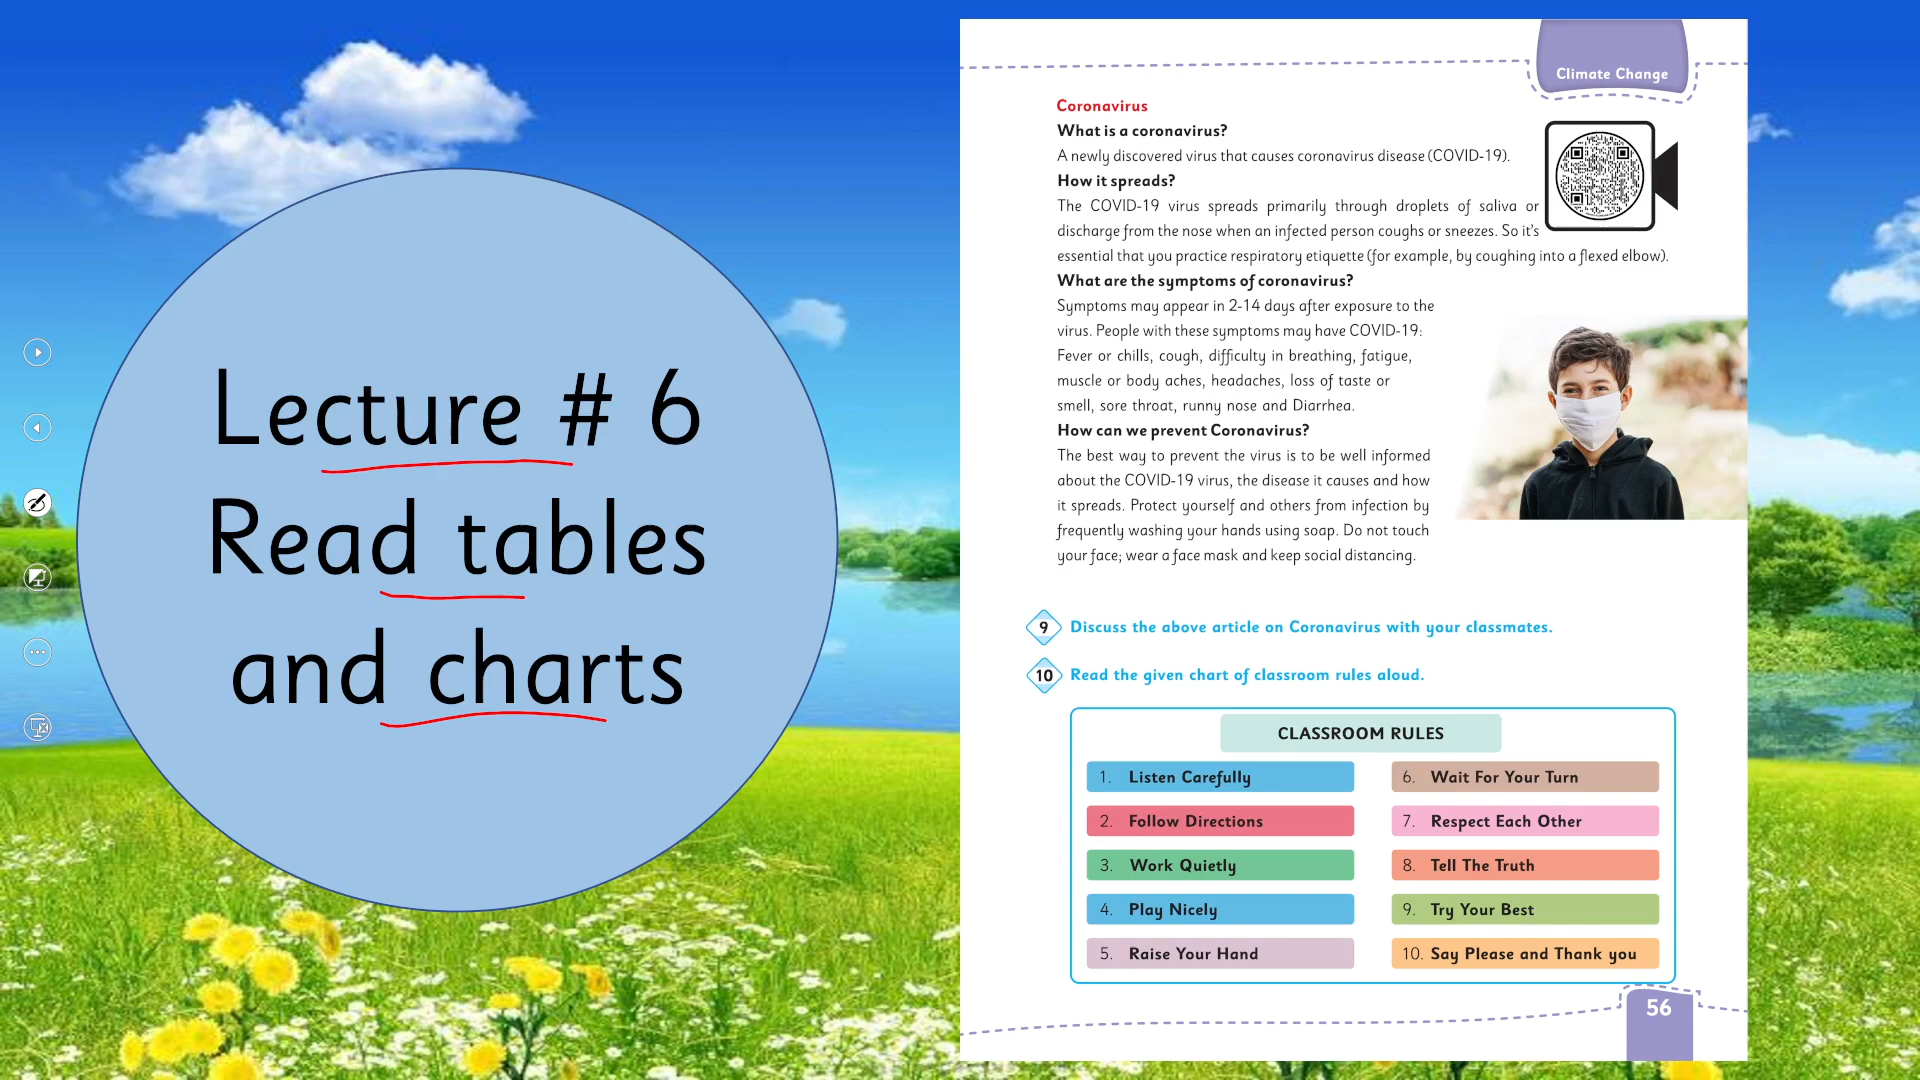 Lecture # 6
Read tables
and charts
Climate Change
Coronavirus
What is a coronavirus?
A newly discovered virus that causes coronavirus disease (COVID-19).
How it spreads?
The COVID-19 virus spreads primarily through droplets of saliva or
discharge from the nose when an infected person coughs or sneezes. So it's
essential that you practice respiratory etiquette (for example, by coughing into a flexed elbow).
What are the symptoms of coronavirus?
Symptoms may appear in 2-14 days after exposure to the
virus. People with these symptoms may have COVID-19:
Fever or chills, cough, difficulty in breathing, fatigue,
muscle or body aches, headaches, loss of taste or
smell, sore throat, runny nose and Diarrhea.
How can we prevent Coronavirus?
The best way to prevent the virus is to be well informed
about the COVID-19 virus, the disease it causes and how
it spreads. Protect yourself and others from infection by
frequently washing your hands using soap. Do not touch
your face; wear a face mask and keep social distancing.
9 Discuss the above article on Coronavirus with your classmates.
10 Read the given chart of classroom rules aloud.
CLASSROOM RULES
1. Listen Carefully
2. Follow Directions
3. Work Quietly
4. Play Nicely
5. Raise Your Hand
6. Wait For Your Turn
7. Respect Each Other
8. Tell The Truth
9. Try Your Best
10. Say Please and Thank you
56